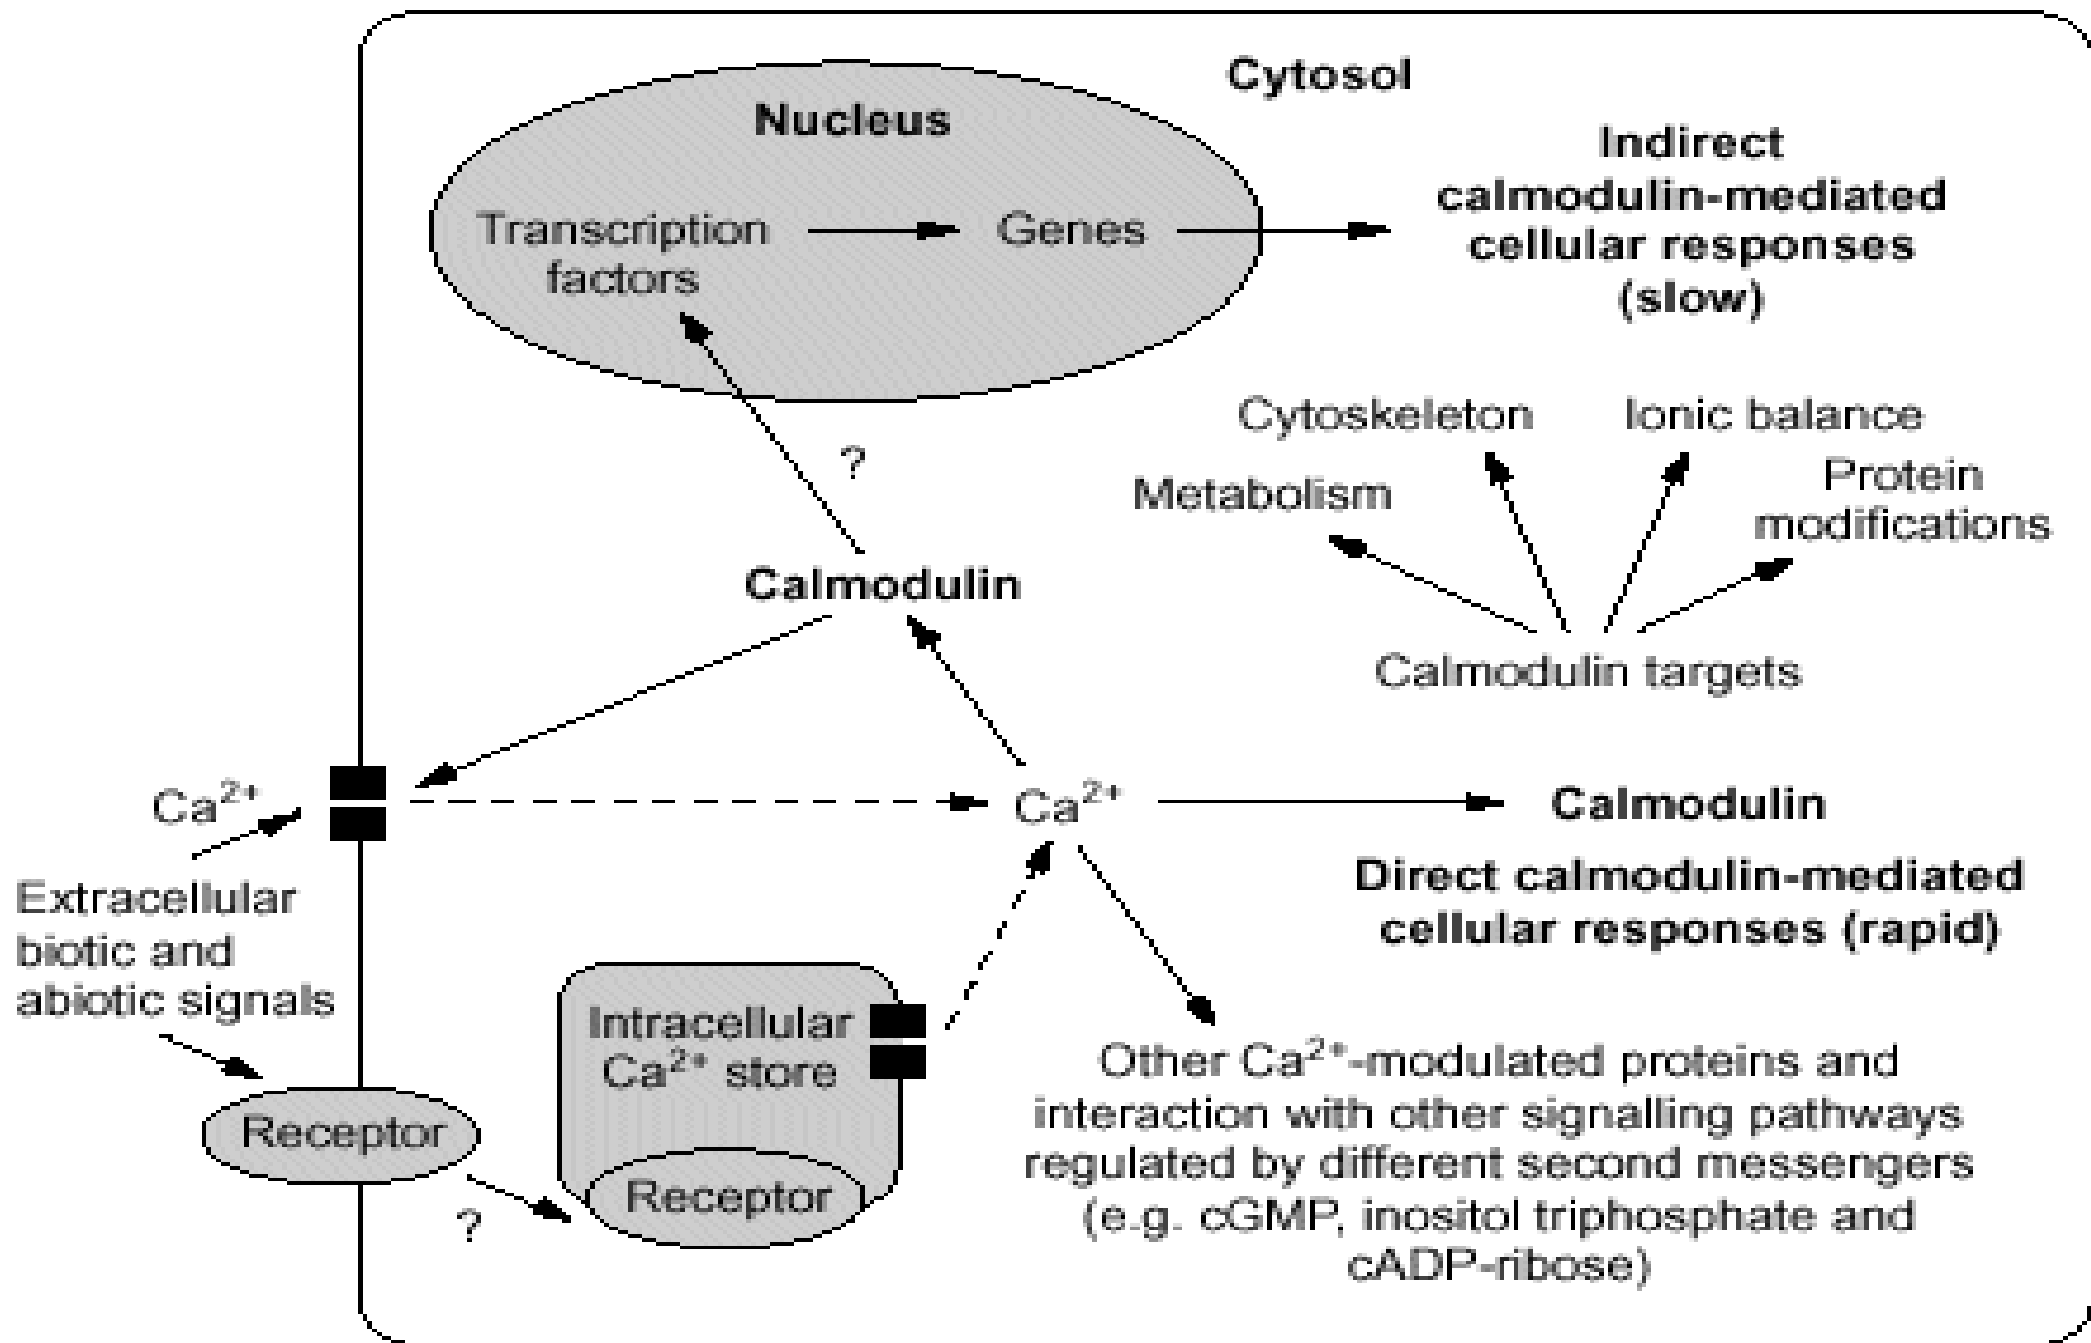 Cytosol
Nucleus
Indirect
calmodulin-mediated
cellular responses
(slow)
Transcription
factors
Genes
Cytoskeleton
Ionic balance
Metabolism
Protein
modifications
?
Calmodulin
Calmodulin targets
Ca²⁺
Ca²⁺
Calmodulin
Direct calmodulin-mediated
cellular responses (rapid)
Extracellular
biotic and
abiotic signals
Intracellular
Ca²⁺ store
Receptor
?
Receptor
Other Ca²⁺-modulated proteins and
interaction with other signalling pathways
regulated by different second messengers
(e.g. cGMP, inositol triphosphate and
cADP-ribose)